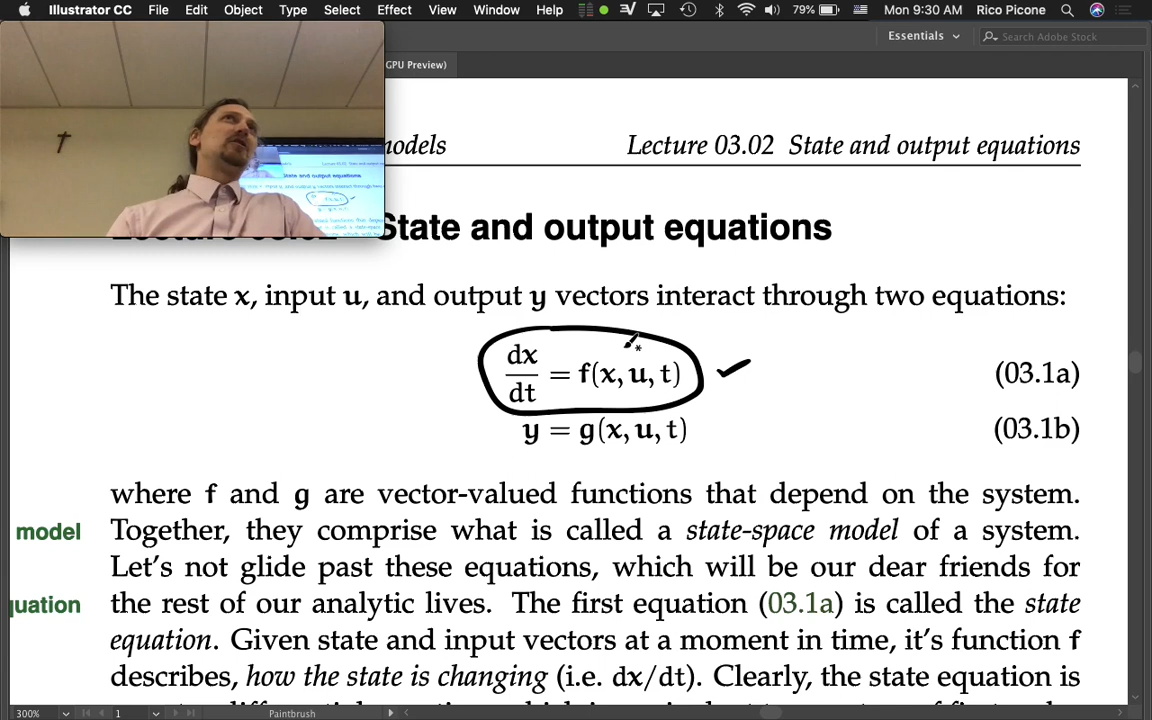 Illustrator CC File Edit Object Type Select Effect View Window Help 79% Mon 9:30 AM Rico Picone
Essentials Search Adobe Stock
GPU Preview)
models Lecture 03.02 State and output equations
State and output equations
The state x, input u, and output y vectors interact through two equations:
dx/dt = f(x, u, t) (03.1a)
y = g(x, u, t) (03.1b)
where f and g are vector-valued functions that depend on the system.
model Together, they comprise what is called a state-space model of a system.
Let's not glide past these equations, which will be our dear friends for
quation the rest of our analytic lives. The first equation (03.1a) is called the state
equation. Given state and input vectors at a moment in time, it's function f
describes, how the state is changing (i.e. dx/dt). Clearly, the state equation is
300% 1 Paintbrush